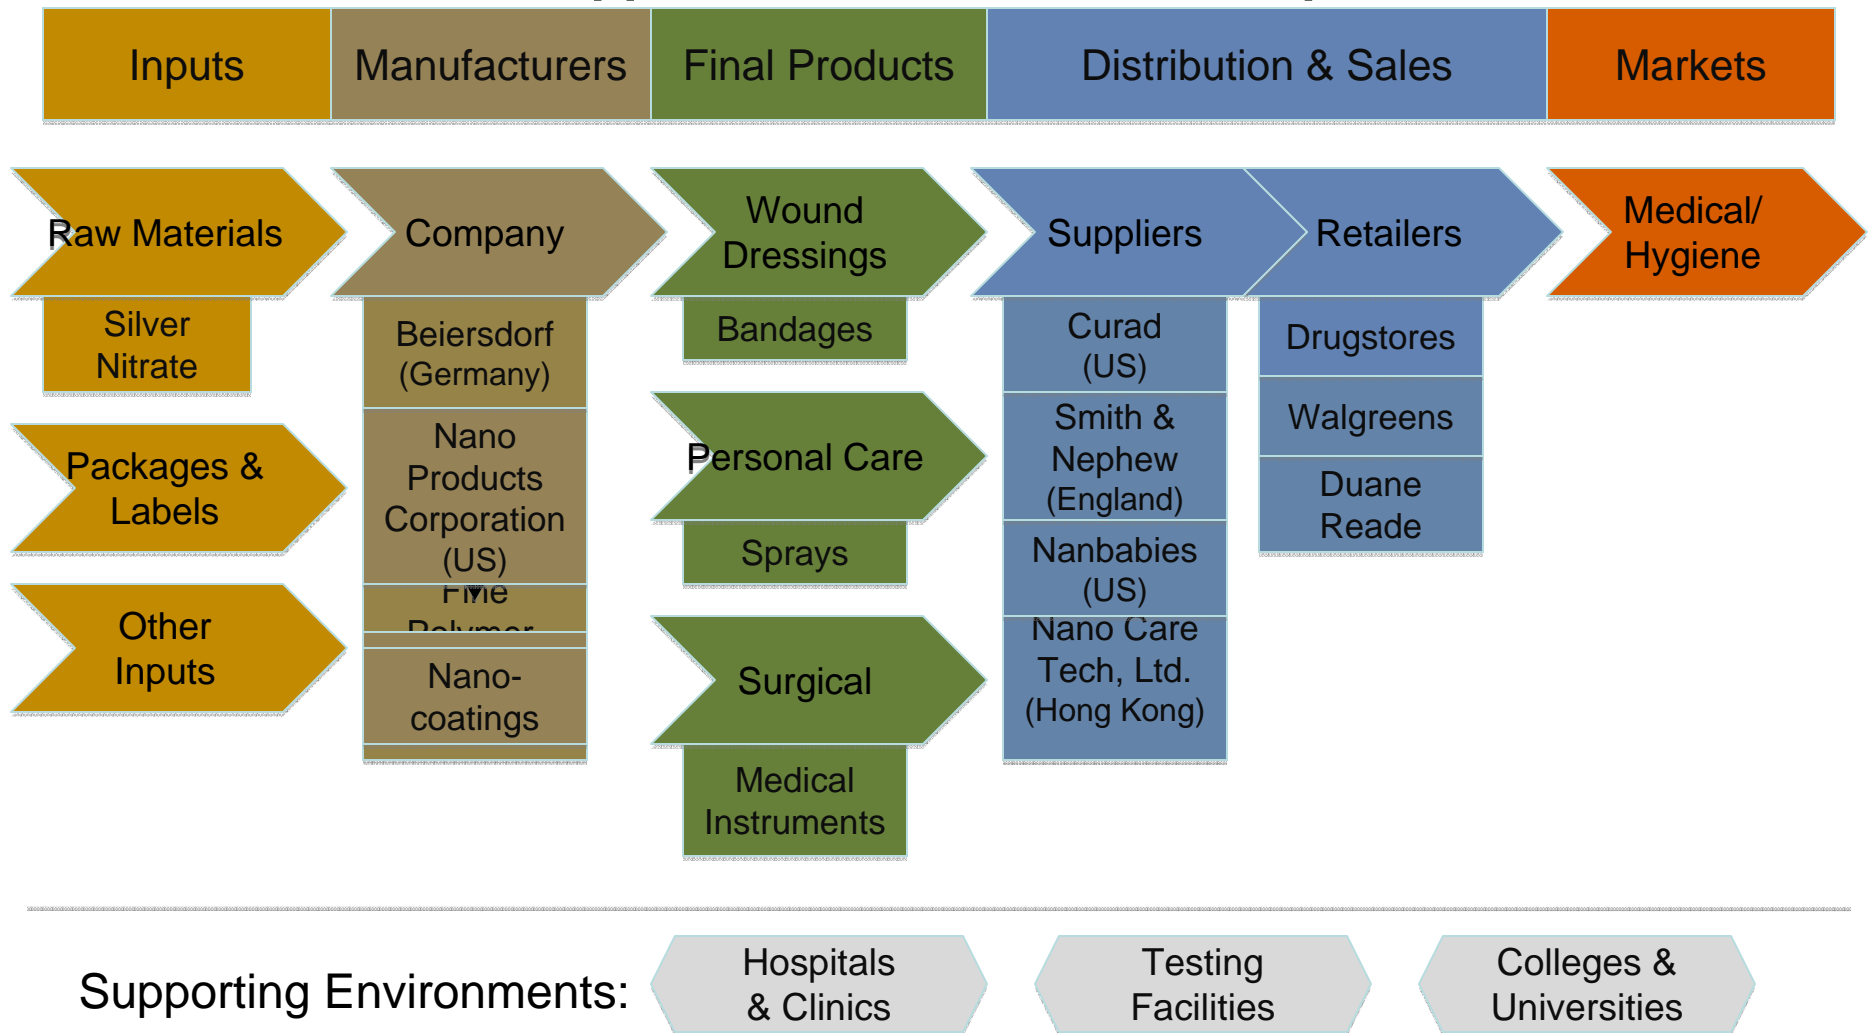 Inputs
Manufacturers
Final Products
Distribution & Sales
Markets
Raw Materials
Silver
Nitrate
Packages &
Labels
Other
Inputs
Company
Beiersdorf
(Germany)
Nano
Products
Corporation
(US)
Fine
Polymer
Nano-
coatings
Wound
Dressings
Bandages
Personal Care
Sprays
Surgical
Medical
Instruments
Suppliers
Curad
(US)
Smith &
Nephew
(England)
Nanbabies
(US)
Nano Care
Tech, Ltd.
(Hong Kong)
Retailers
Drugstores
Walgreens
Duane
Reade
Medical/
Hygiene
Supporting Environments:
Hospitals
& Clinics
Testing
Facilities
Colleges &
Universities